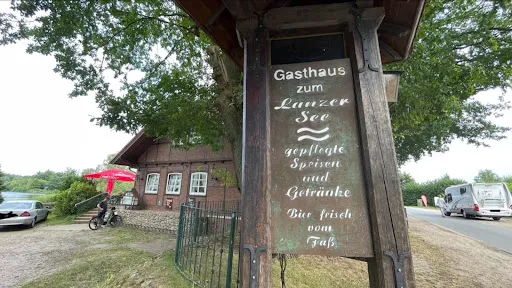 Gasthaus
zum
Lanzer
See
gepflegte
Speisen
und
Getränke
Bier frisch
vom
Faß